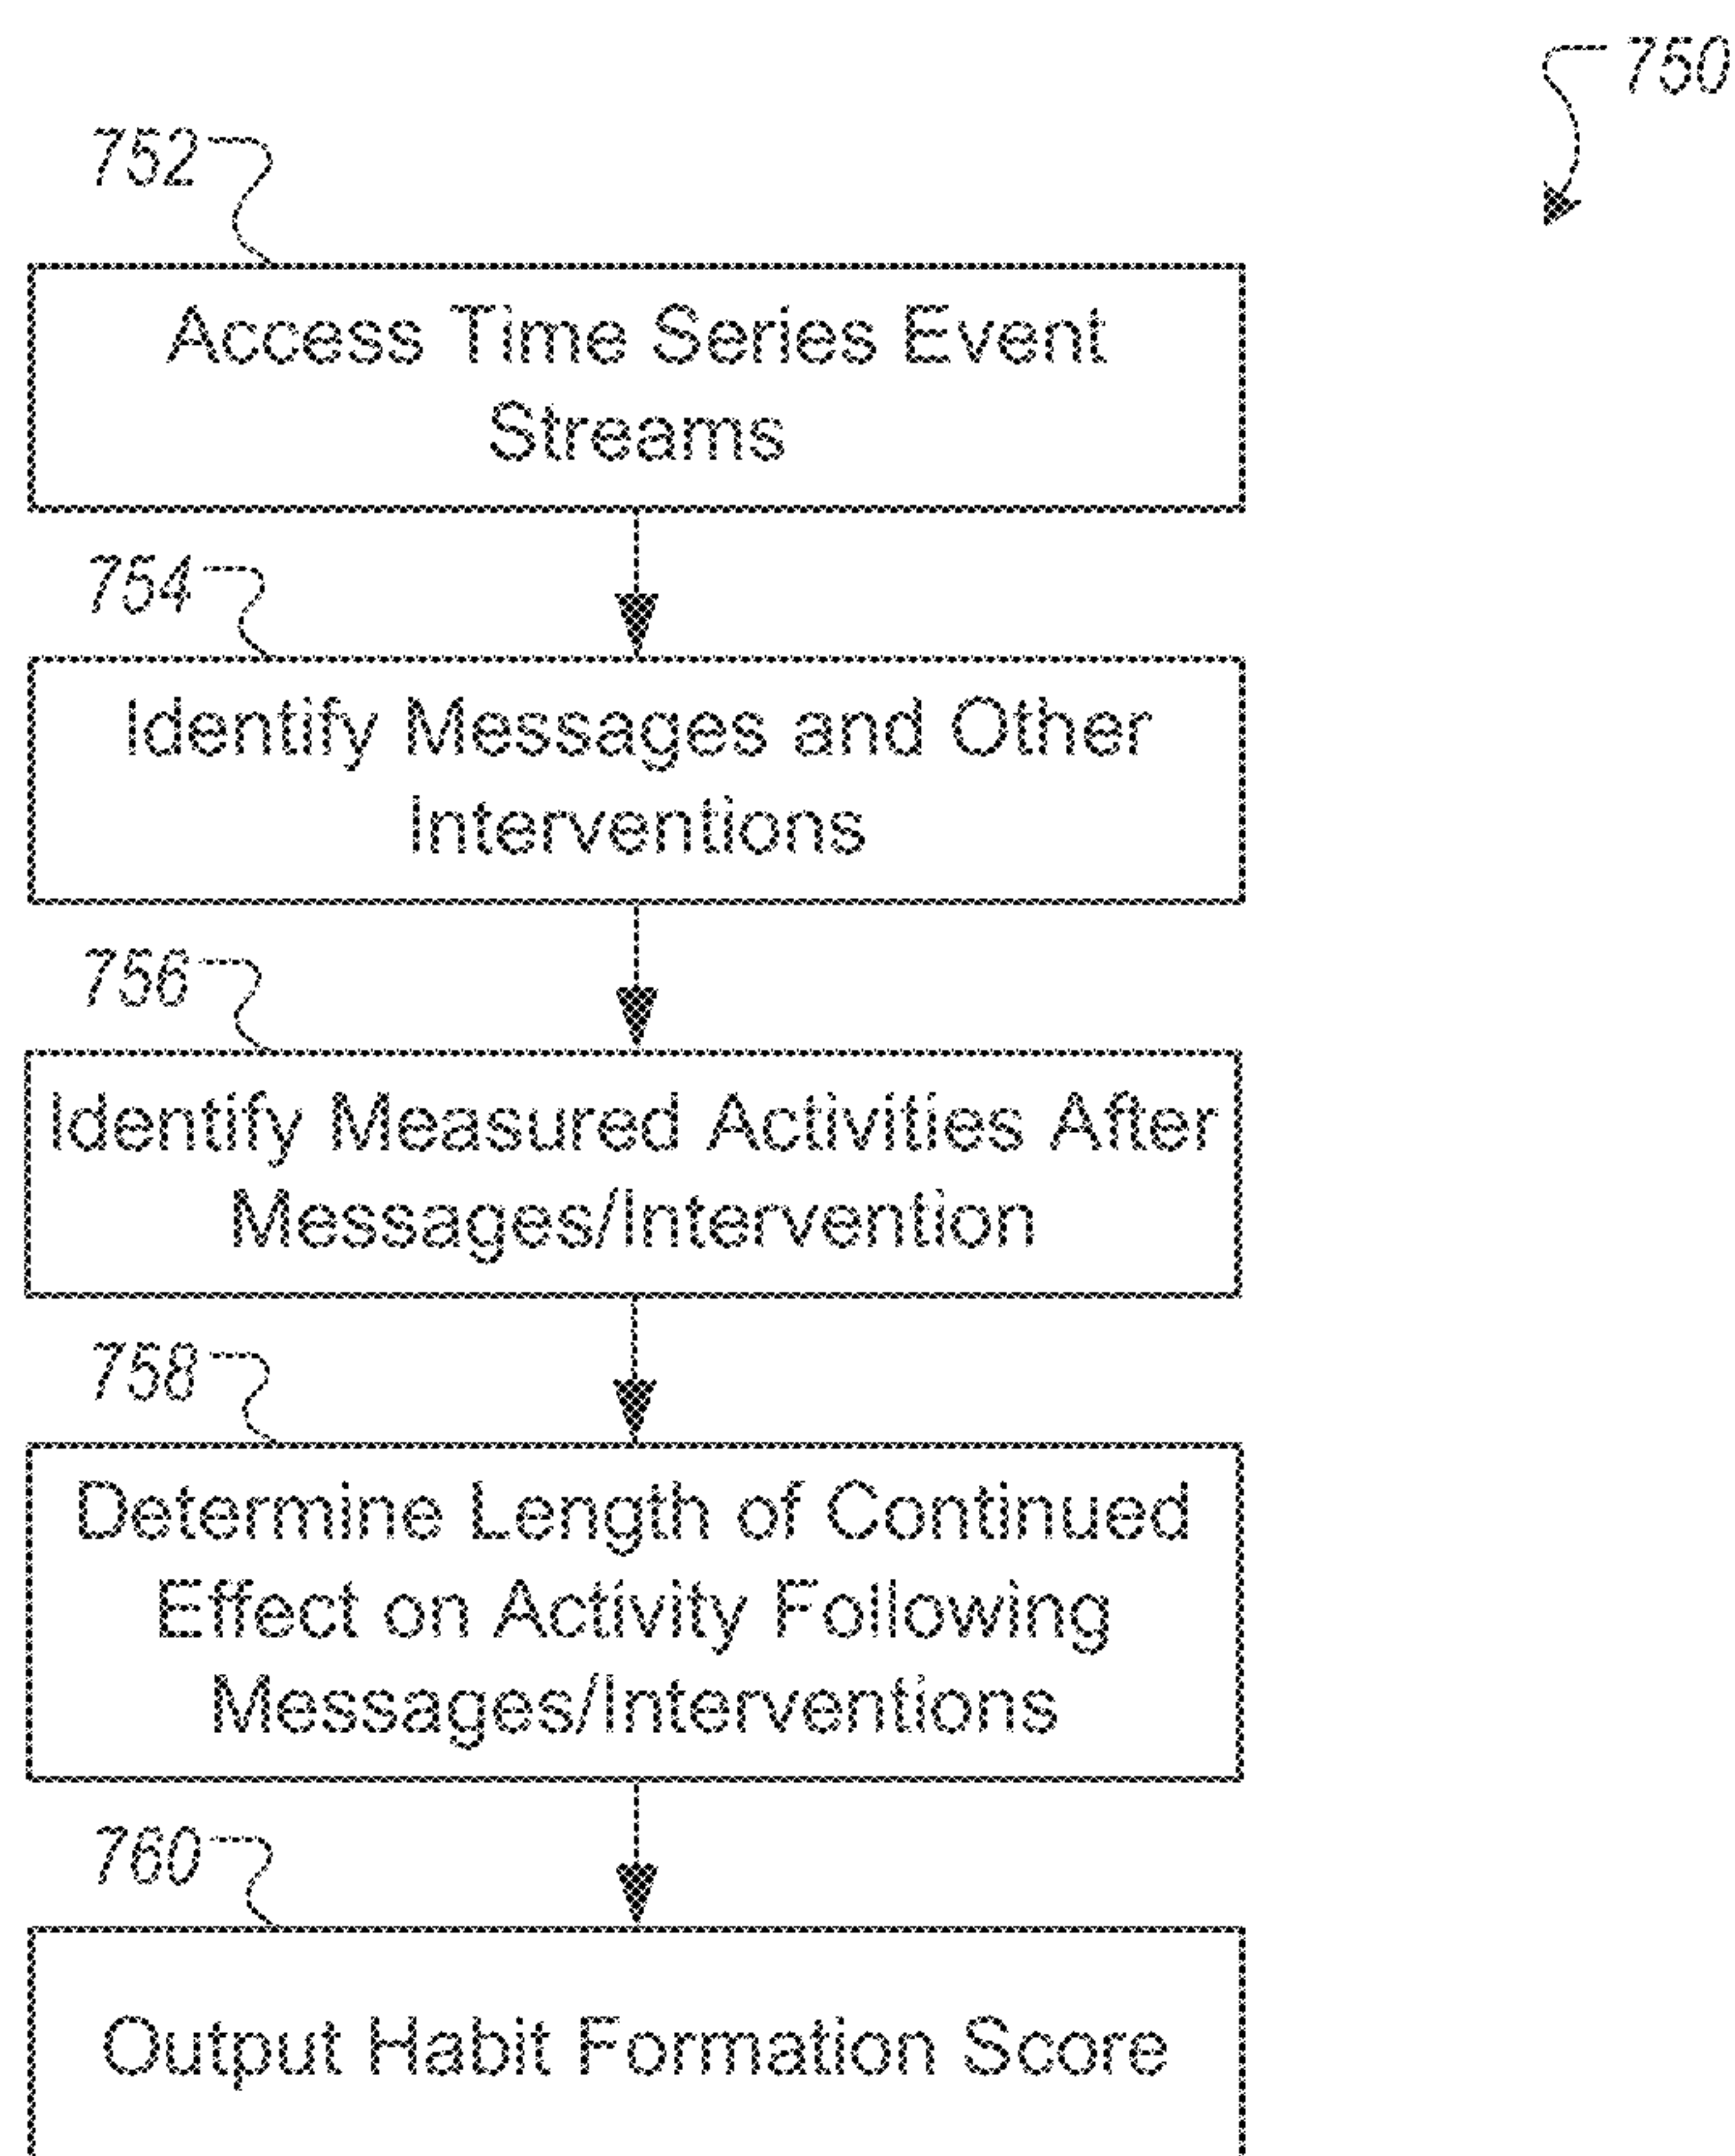 750
752
Access Time Series Event
Streams
754
Identify Messages and Other
Interventions
756
Identify Measured Activities After
Messages/Intervention
758
Determine Length of Continued
Effect on Activity Following
Messages/Interventions
760
Output Habit Formation Score